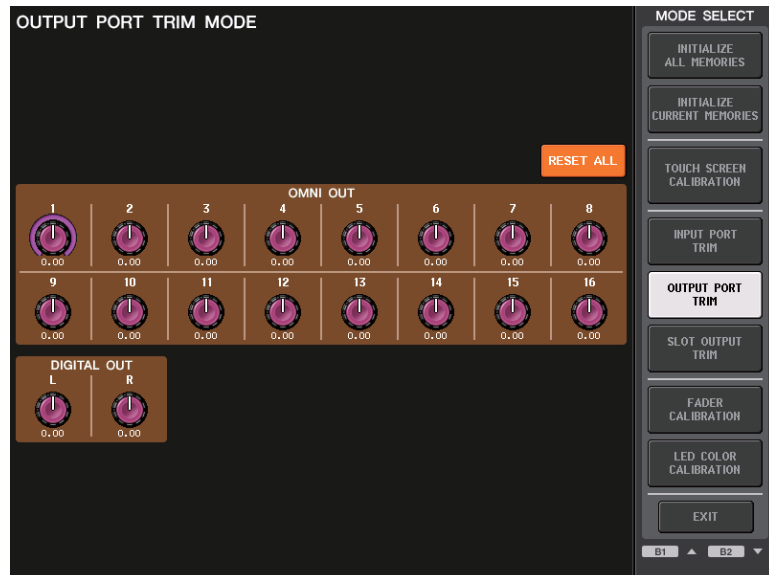 OUTPUT PORT TRIM MODE
RESET ALL
OMNI OUT
1 2 3 4 5 6 7 8
0.00 0.00 0.00 0.00 0.00 0.00 0.00 0.00
9 10 11 12 13 14 15 16
0.00 0.00 0.00 0.00 0.00 0.00 0.00 0.00
DIGITAL OUT
L R
0.00 0.00
MODE SELECT
INITIALIZE
ALL MEMORIES
INITIALIZE
CURRENT MEMORIES
TOUCH SCREEN
CALIBRATION
INPUT PORT
TRIM
OUTPUT PORT
TRIM
SLOT OUTPUT
TRIM
FADER
CALIBRATION
LED COLOR
CALIBRATION
EXIT
B1 ▲ B2 ▼